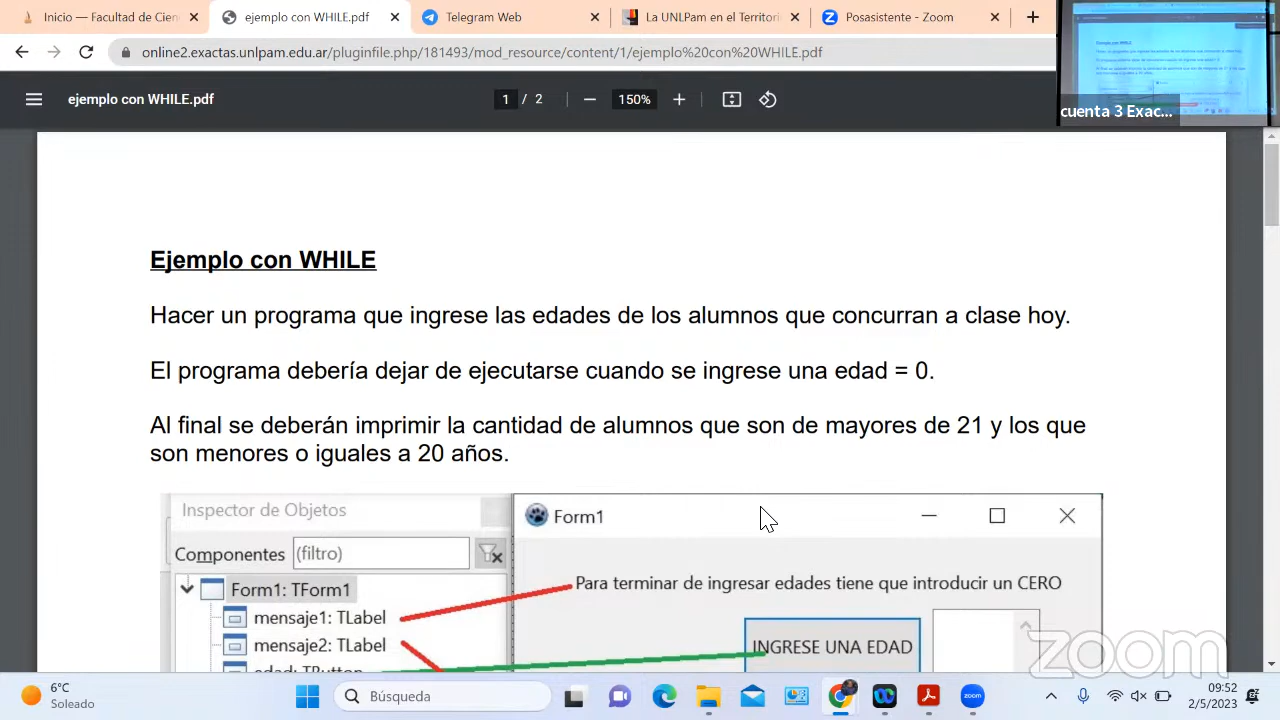 Inicio — Facultad de Cien
ejemplo con WHILE.pdf
Telegram Web
La UNLPam en el Territori
Posasistente - Zoom
online2.exactas.unlpam.edu.ar/pluginfile.php/81499/mod_resource/content/1/ejemplo%20con%20WHILE.pdf
ejemplo con WHILE.pdf
1 / 2
150%
cuenta 3 Exac...
Ejemplo con WHILE
Hacer un programa que ingrese las edades de los alumnos que concurran a clase hoy.
El programa debería dejar de ejecutarse cuando se ingrese una edad = 0.
Al final se deberán imprimir la cantidad de alumnos que son de mayores de 21 y los que
son menores o iguales a 20 años.
Inspector de Objetos
Form1
Componentes
(filtro)
Form1: TForm1
Para terminar de ingresar edades tiene que introducir un CERO
mensaje1: TLabel
mensaje2: TLabel
INGRESE UNA EDAD
edad: TButton
zoom
6°C
Soleado
Búsqueda
zoom
09:52
2/5/2023